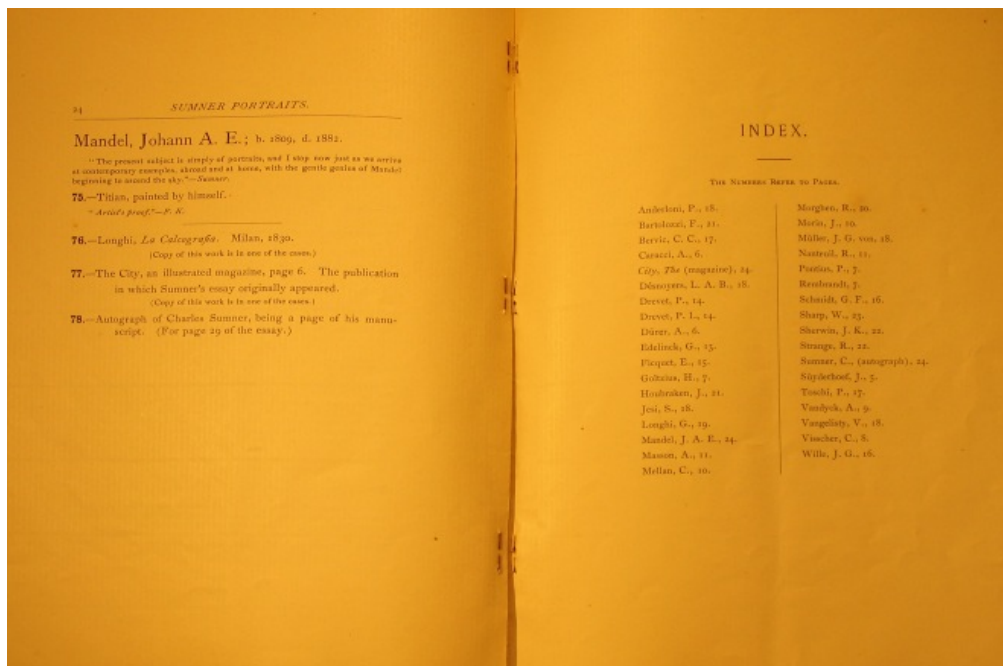 24 SUMNER PORTRAITS.
Mandel, Johann A. E.; b. 1809, d. 1882.
"The present subject is simply of portraits, and I stop now just as we arrive
at contemporary examples, abroad and at home, with the gentle genius of Mandel
beginning to ascend the sky."—Sumner.
75.—Titian, painted by himself.
"Artist's proof."—F. K.
76.—Longhi, La Calcografia. Milan, 1830.
(Copy of this work is in one of the cases.)
77.—The City, an illustrated magazine, page 6. The publication
in which Sumner's essay originally appeared.
(Copy of this work is in one of the cases.)
78.—Autograph of Charles Sumner, being a page of his manu-
script. (For page 29 of the essay.)
INDEX.
The Numbers Refer to Pages.
Anderloni, P., 18.
Bartolozzi, F., 21.
Bervic, C. C., 17.
Caracci, A., 6.
City, The (magazine), 24.
Desnoyers, L. A. B., 18.
Drevet, P., 14.
Drevet, P. I., 14.
Dürer, A., 6.
Edelinck, G., 13.
Ficquet, E., 15.
Goltzius, H., 7.
Houbraken, J., 21.
Jesi, S., 18.
Longhi, G., 19.
Mandel, J. A. E., 24.
Masson, A., 11.
Mellan, C., 10.
Morghen, R., 20.
Morin, J., 10.
Müller, J. G. von, 18.
Nanteuil, R., 11.
Pontius, P., 7.
Rembrandt, 7.
Schmidt, G. F., 16.
Sharp, W., 23.
Sherwin, J. K., 22.
Strange, R., 22.
Sumner, C., (autograph), 24.
Suyderhoef, J., 5.
Toschi, P., 17.
Vandyck, A., 9.
Vangelisty, V., 18.
Visscher, C., 8.
Wille, J. G., 16.